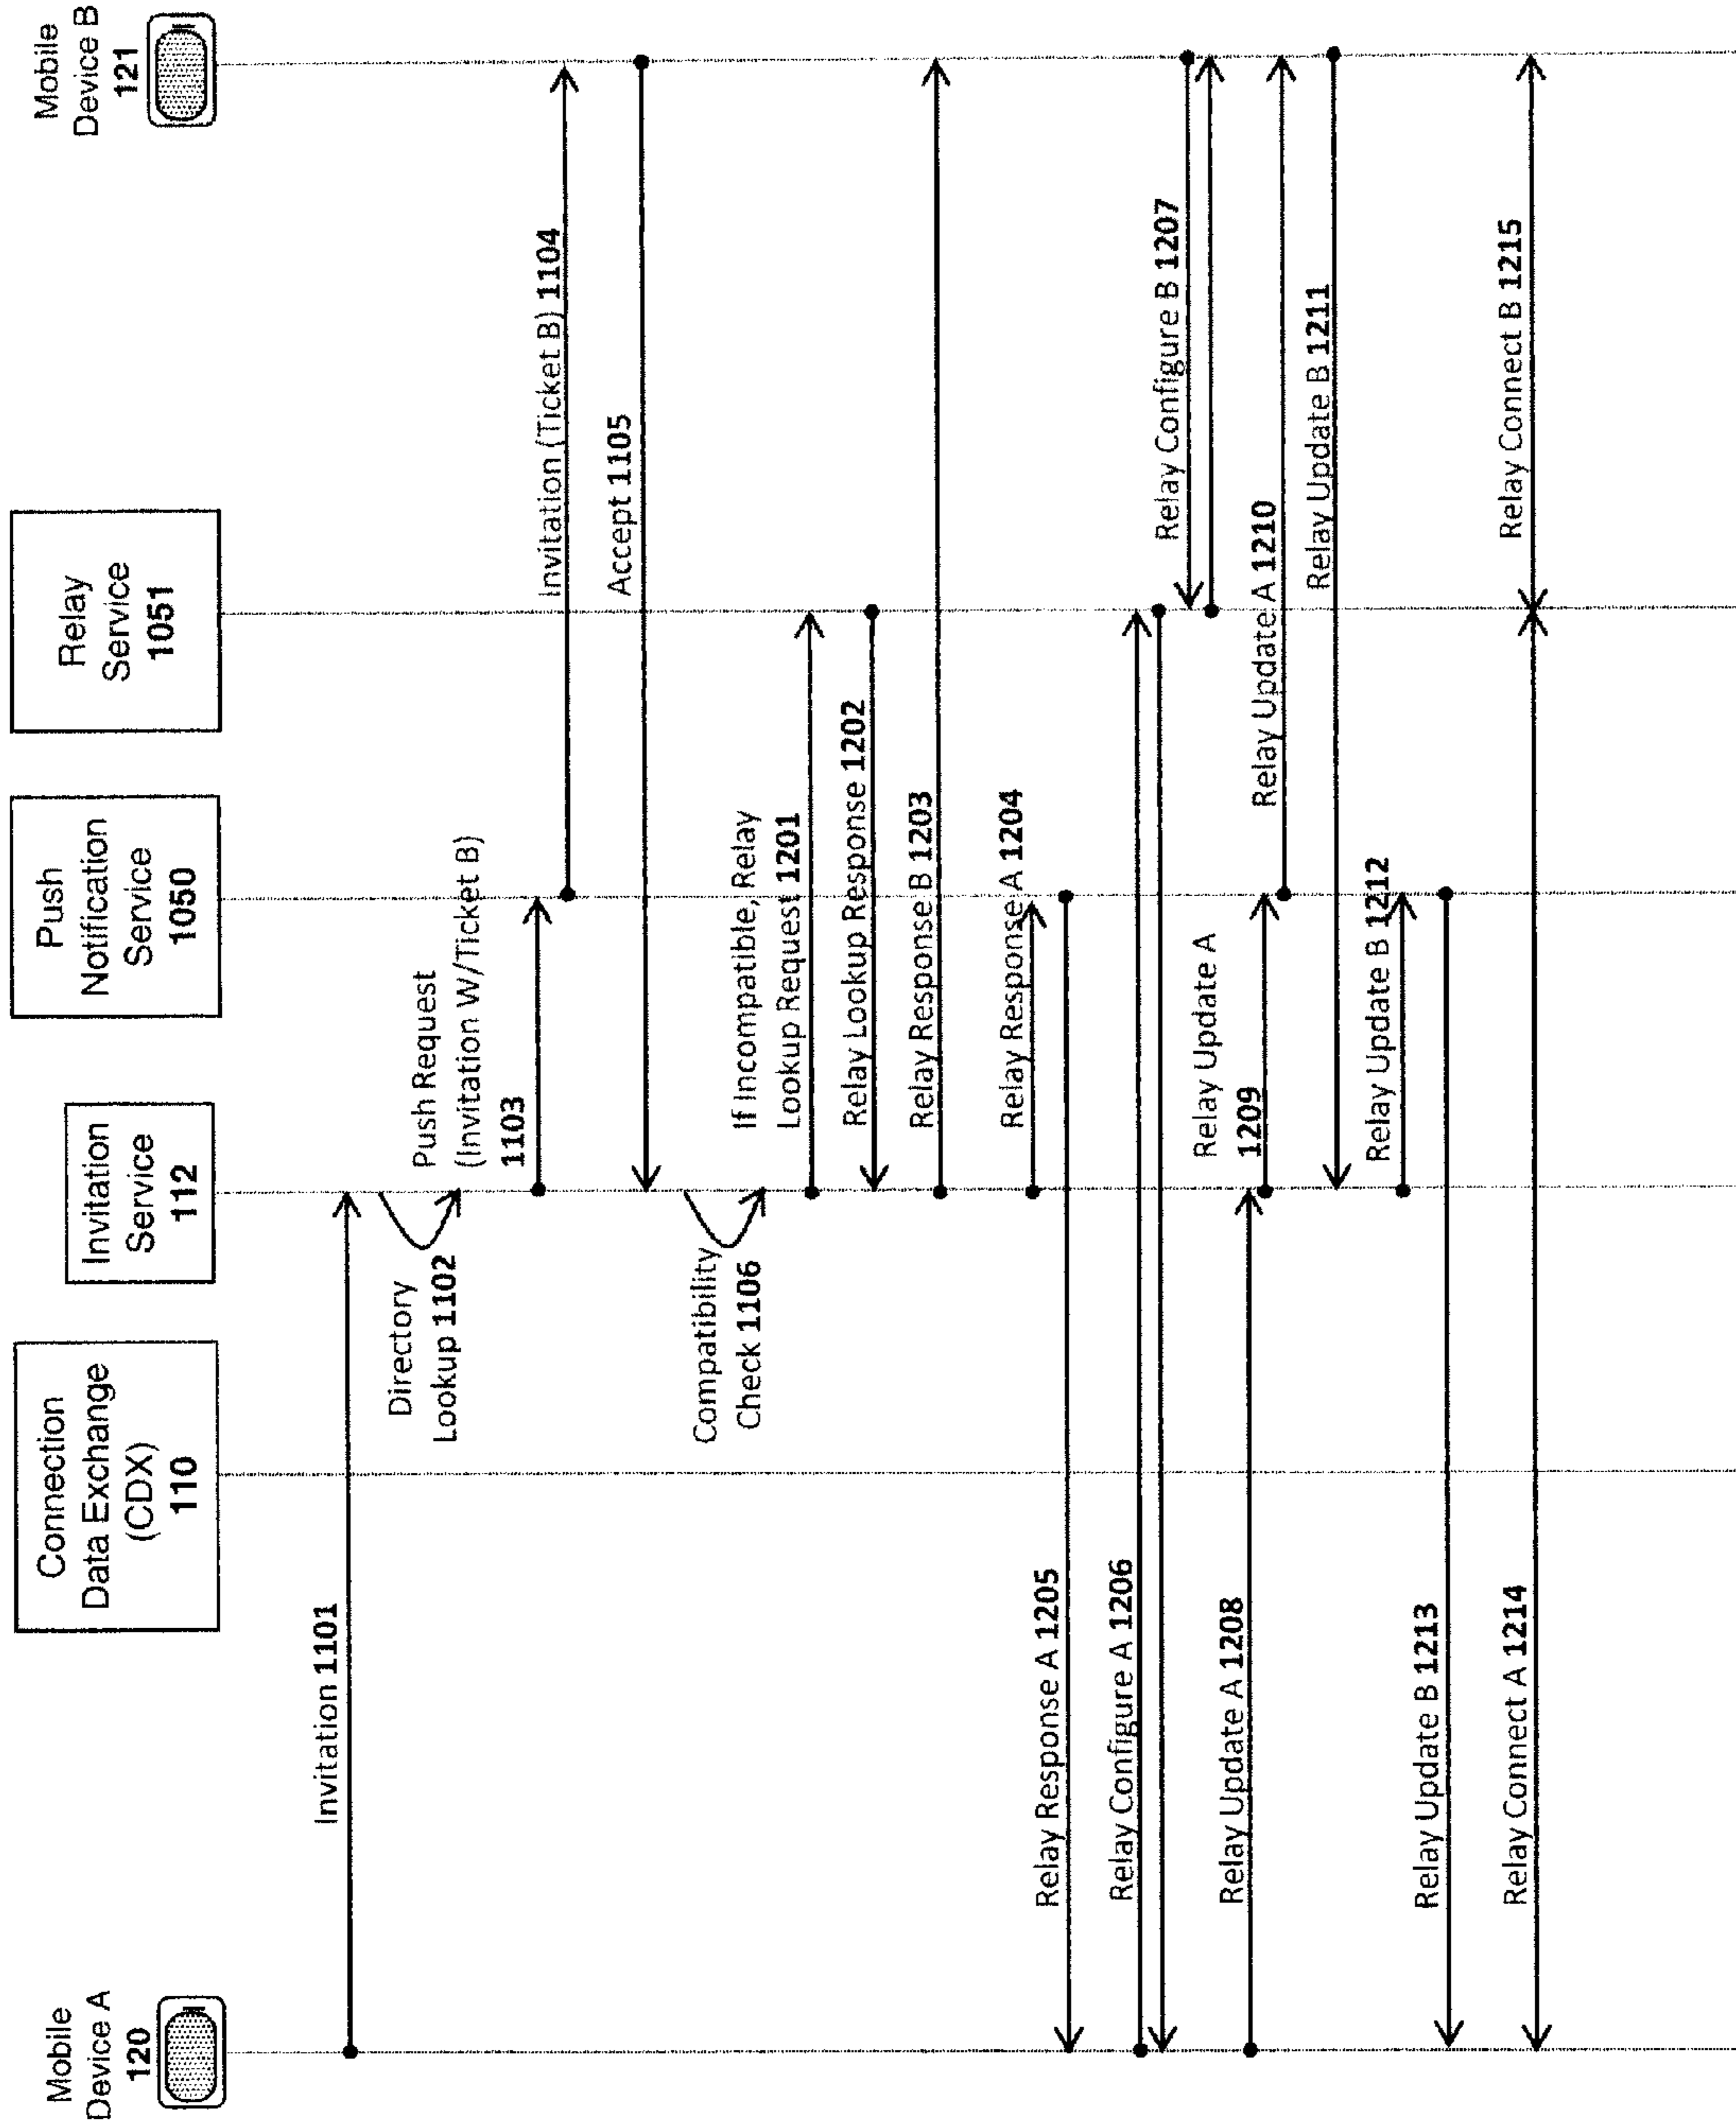 Mobile
Device A
120
Connection
Data Exchange
(CDX)
110
Invitation
Service
112
Push
Notification
Service
1050
Relay
Service
1051
Mobile
Device B
121
Invitation 1101
Directory
Lookup 1102
Push Request
(Invitation W/Ticket B)
1103
Invitation (Ticket B) 1104
Accept 1105
Compatibility
Check 1106
If Incompatible, Relay
Lookup Request 1201
Relay Lookup Response 1202
Relay Response B 1203
Relay Response A 1204
Relay Response A 1205
Relay Configure A 1206
Relay Configure B 1207
Relay Update A 1208
Relay Update A
1209
Relay Update A 1210
Relay Update B 1211
Relay Update B 1212
Relay Update B 1213
Relay Connect A 1214
Relay Connect B 1215